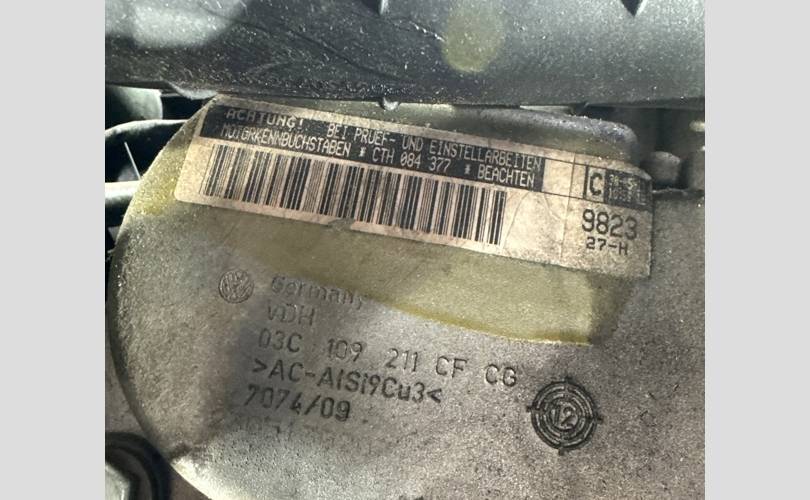 ACHTUNG! BEI PRUEF- UND EINSTELLARBEITEN
MOTORKENNBUCHSTABEN * CTH 084 377 * BEACHTEN
C
9823
27-H
Germany
VDH
03C 109 211 CF CG
>AC-AlSi9Cu3<
7074/09
12